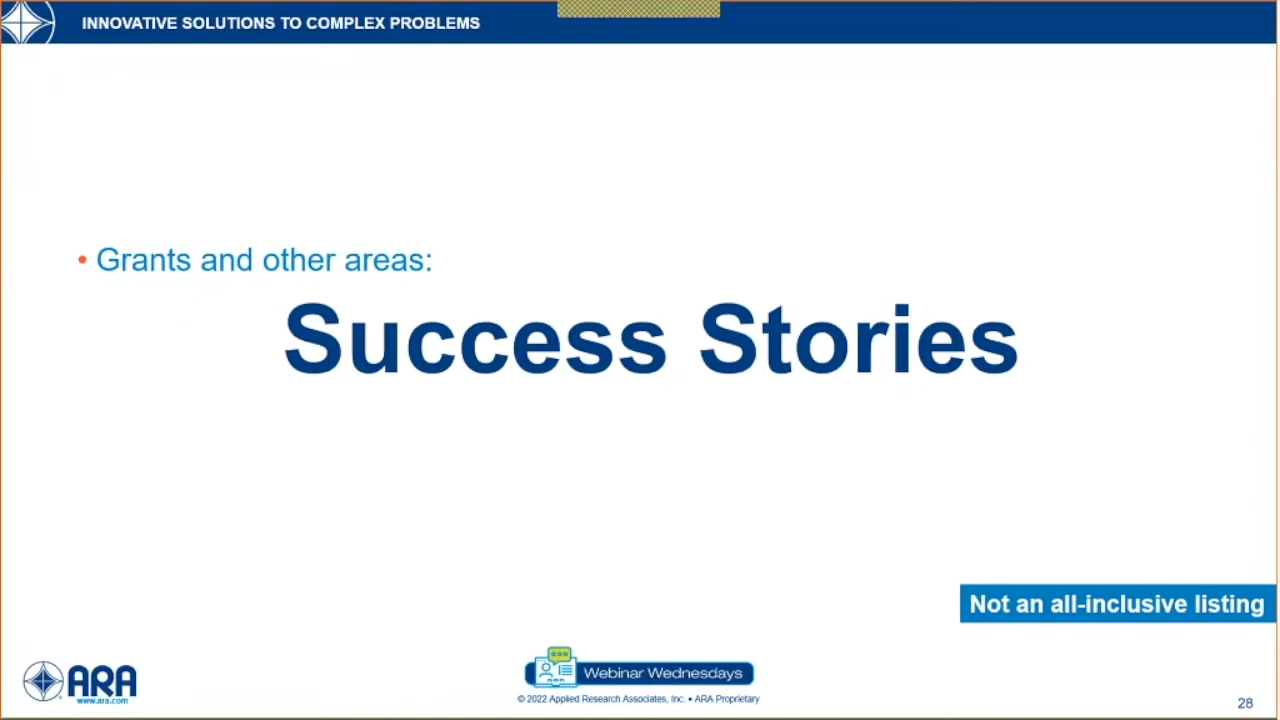 INNOVATIVE SOLUTIONS TO COMPLEX PROBLEMS
• Grants and other areas:
Success Stories
Not an all-inclusive listing
ARA
www.ara.com
Webinar Wednesdays
© 2022 Applied Research Associates, Inc. • ARA Proprietary
28